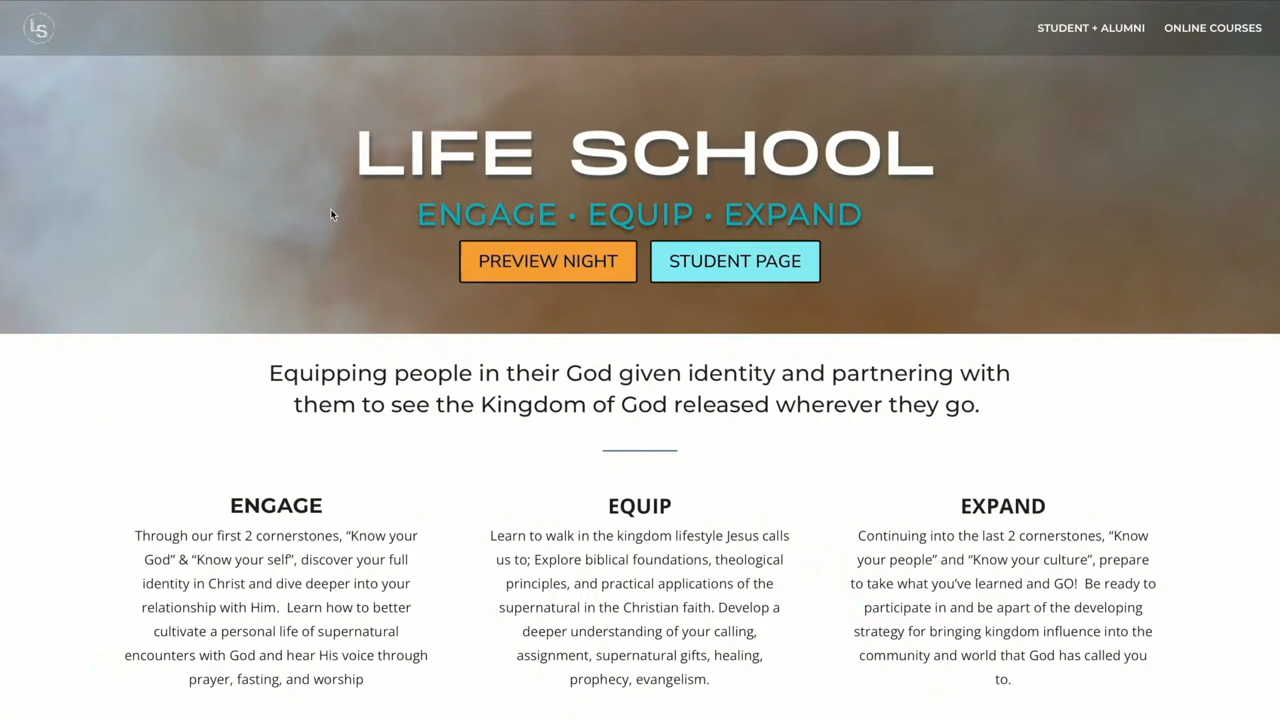 LS
STUDENT + ALUMNI
ONLINE COURSES
LIFE SCHOOL
ENGAGE • EQUIP • EXPAND
PREVIEW NIGHT
STUDENT PAGE
Equipping people in their God given identity and partnering with
them to see the Kingdom of God released wherever they go.
ENGAGE
Through our first 2 cornerstones, “Know your
God” & “Know your self”, discover your full
identity in Christ and dive deeper into your
relationship with Him.  Learn how to better
cultivate a personal life of supernatural
encounters with God and hear His voice through
prayer, fasting, and worship
EQUIP
Learn to walk in the kingdom lifestyle Jesus calls
us to; Explore biblical foundations, theological
principles, and practical applications of the
supernatural in the Christian faith. Develop a
deeper understanding of your calling,
assignment, supernatural gifts, healing,
prophecy, evangelism.
EXPAND
Continuing into the last 2 cornerstones, “Know
your people” and “Know your culture”, prepare
to take what you’ve learned and GO!  Be ready to
participate in and be apart of the developing
strategy for bringing kingdom influence into the
community and world that God has called you
to.